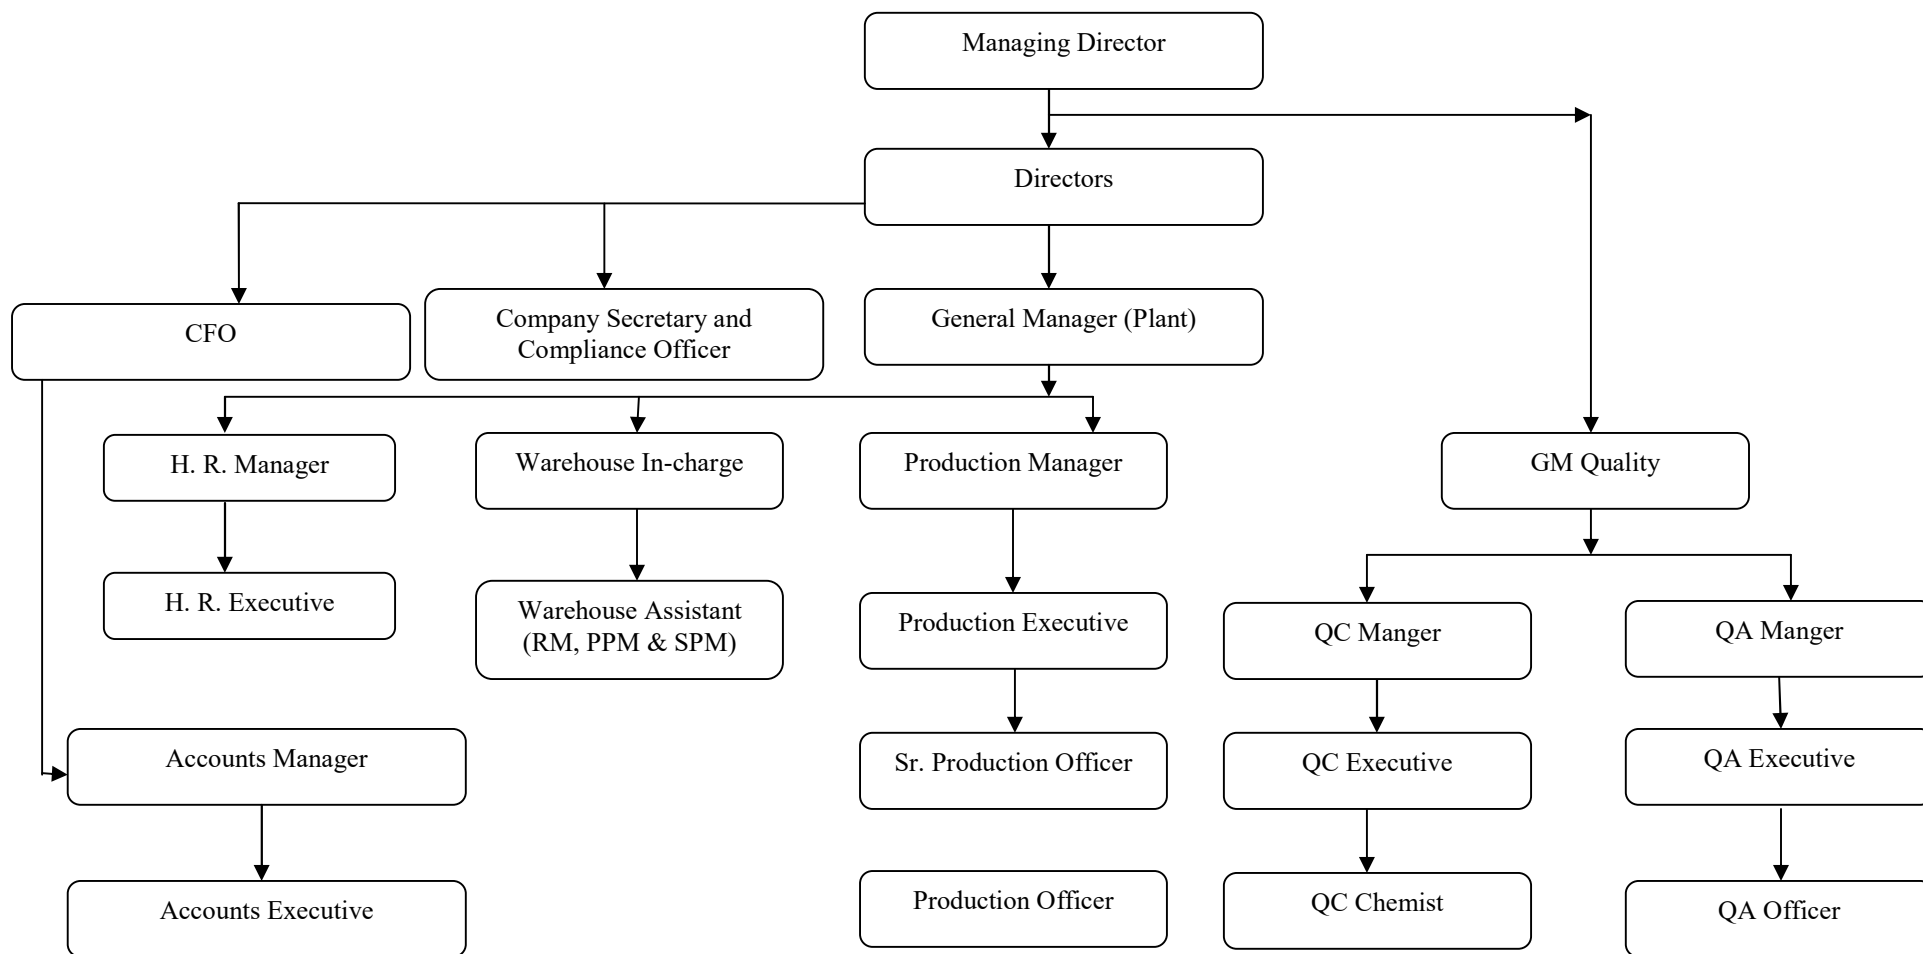 Managing Director
Directors
CFO
Company Secretary and
Compliance Officer
General Manager (Plant)
H. R. Manager
Warehouse In-charge
Production Manager
GM Quality
H. R. Executive
Warehouse Assistant
(RM, PPM & SPM)
Production Executive
QC Manger
QA Manger
Accounts Manager
Sr. Production Officer
QC Executive
QA Executive
Accounts Executive
Production Officer
QC Chemist
QA Officer